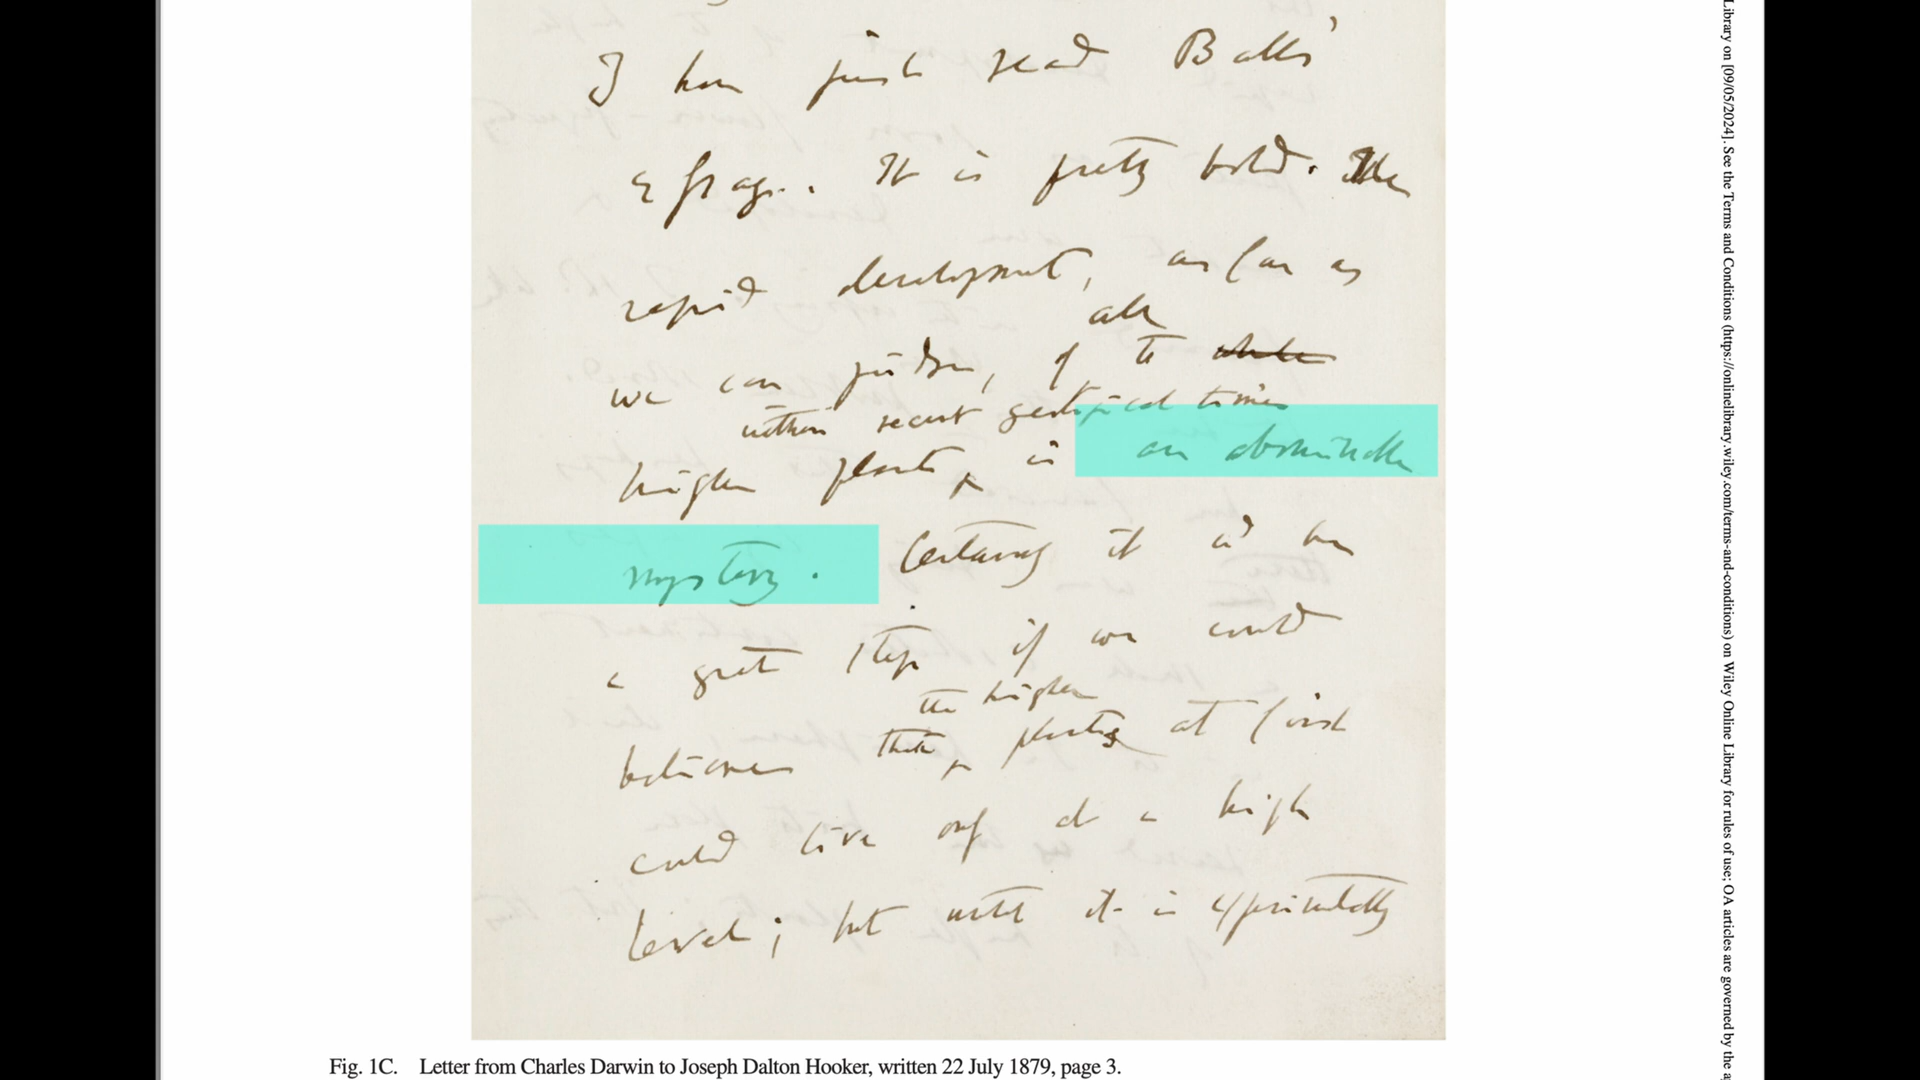 I have just read Balls'
Essay. It is pretty bold. The
rapid development, as far as
all
we can judge, of the
within recent geological times
higher plants ^ is an abominable
mystery. Certainly it wd be
a great step if we could
the higher
believe that ^ plants at first
could live only at a high
level; but until it is experimentally
Fig. 1C. Letter from Charles Darwin to Joseph Dalton Hooker, written 22 July 1879, page 3.
Library on [09/05/2024]. See the Terms and Conditions (https://onlinelibrary.wiley.com/terms-and-conditions) on Wiley Online Library for rules of use; OA articles are governed by the a